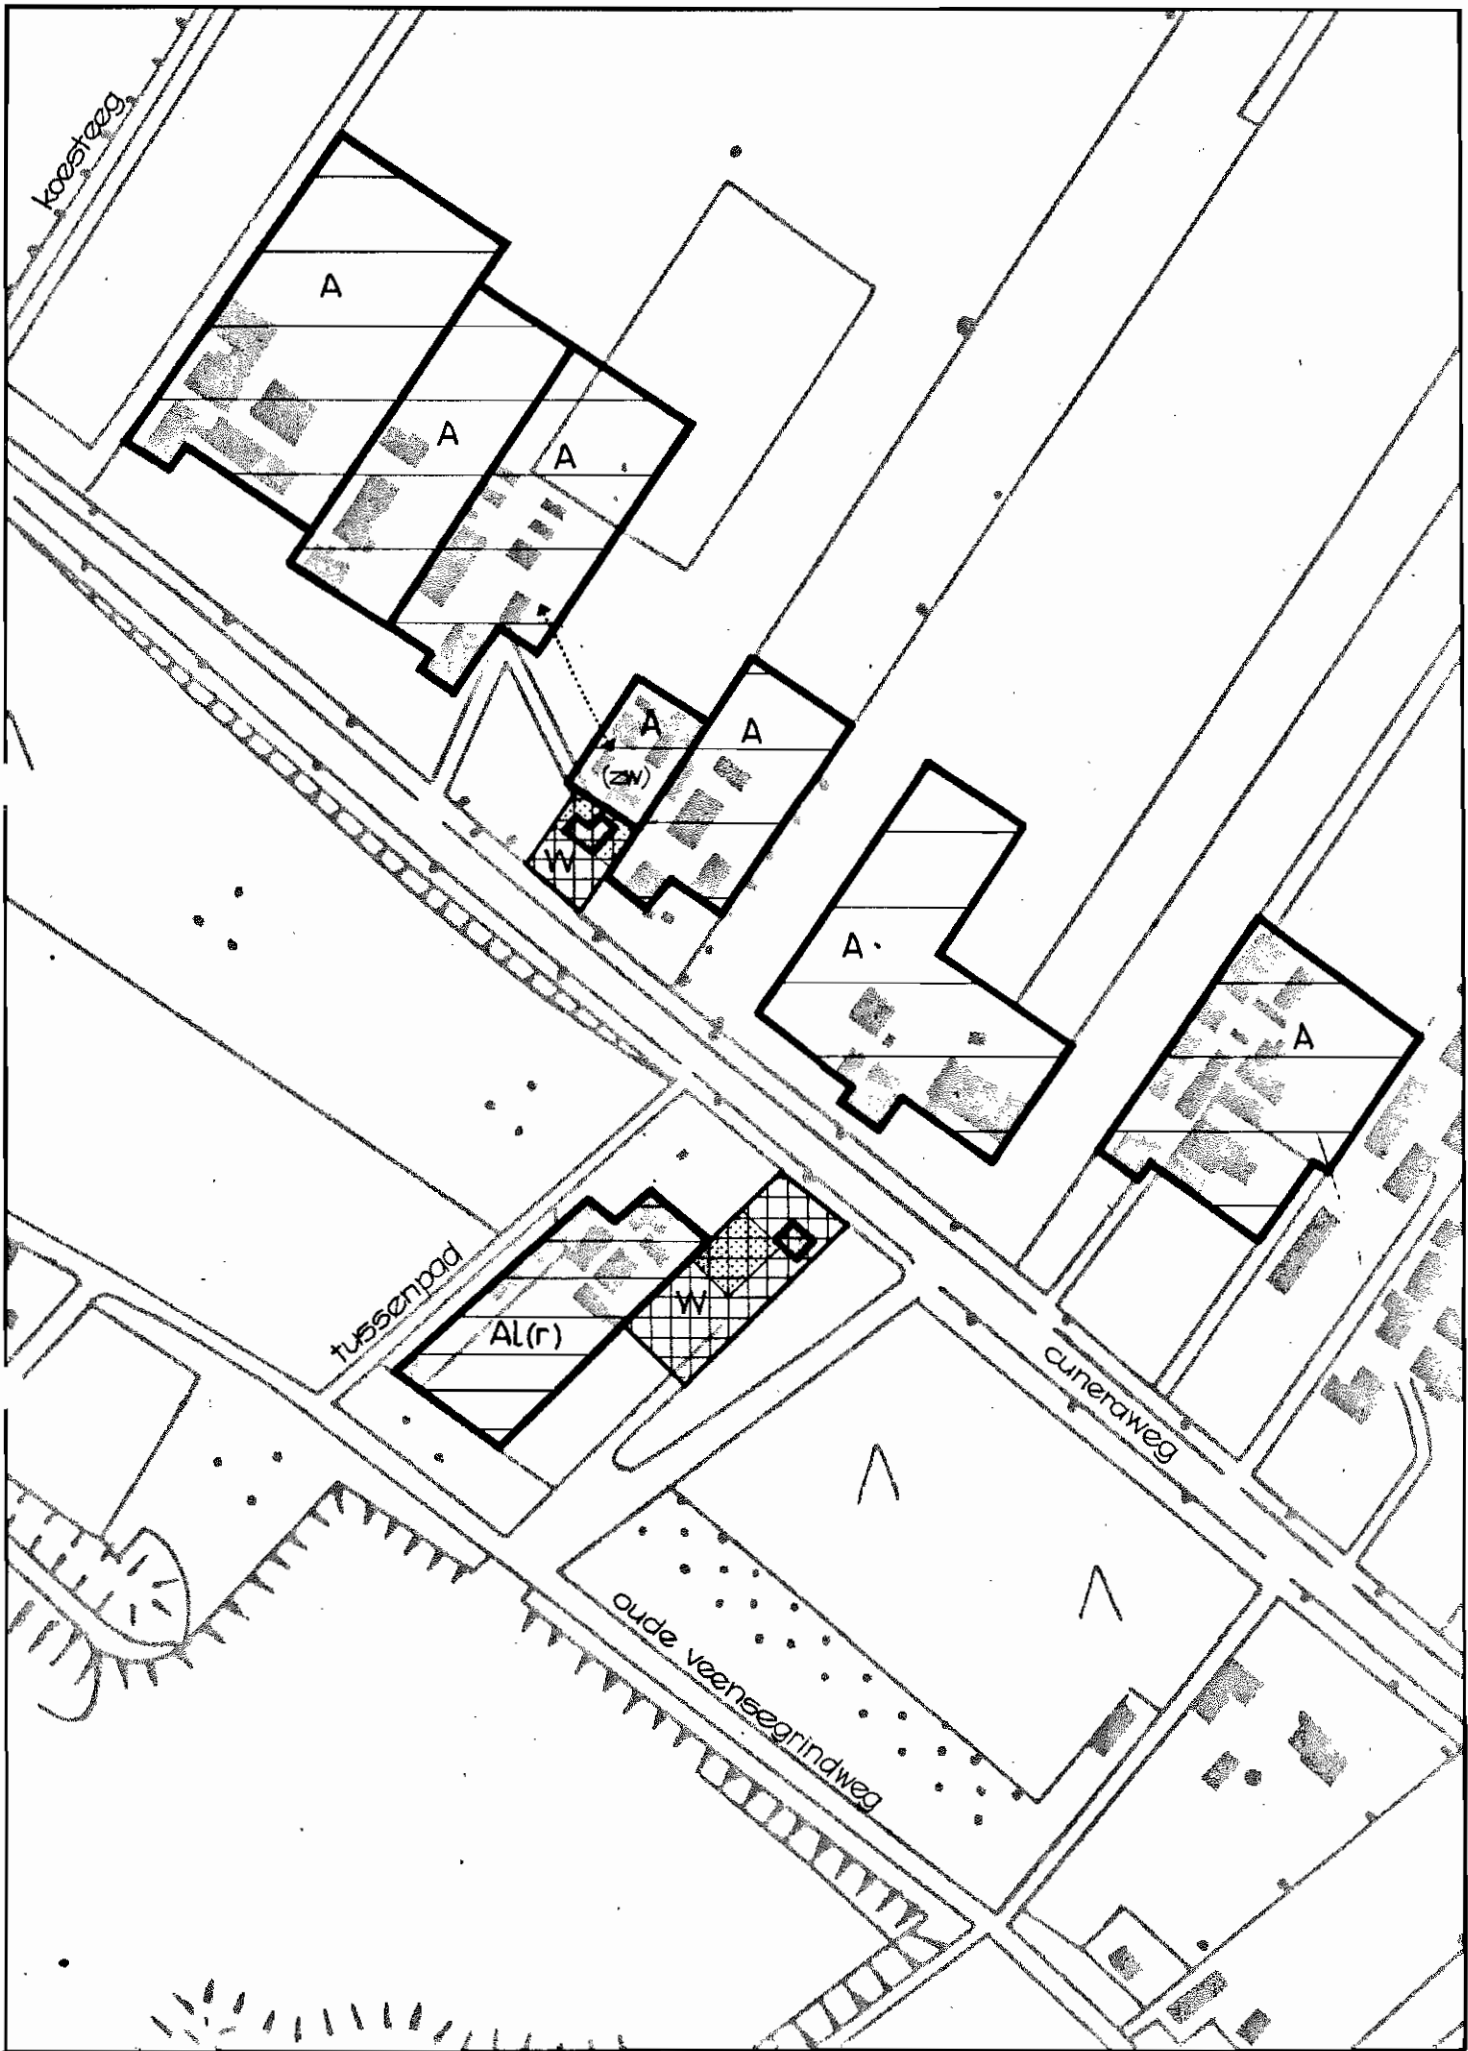 koesteeg
A
A
A
A
(zw)
A
W
A
A
tussenpad
W
Al(r)
cuneraweg
oude veensegrindweg